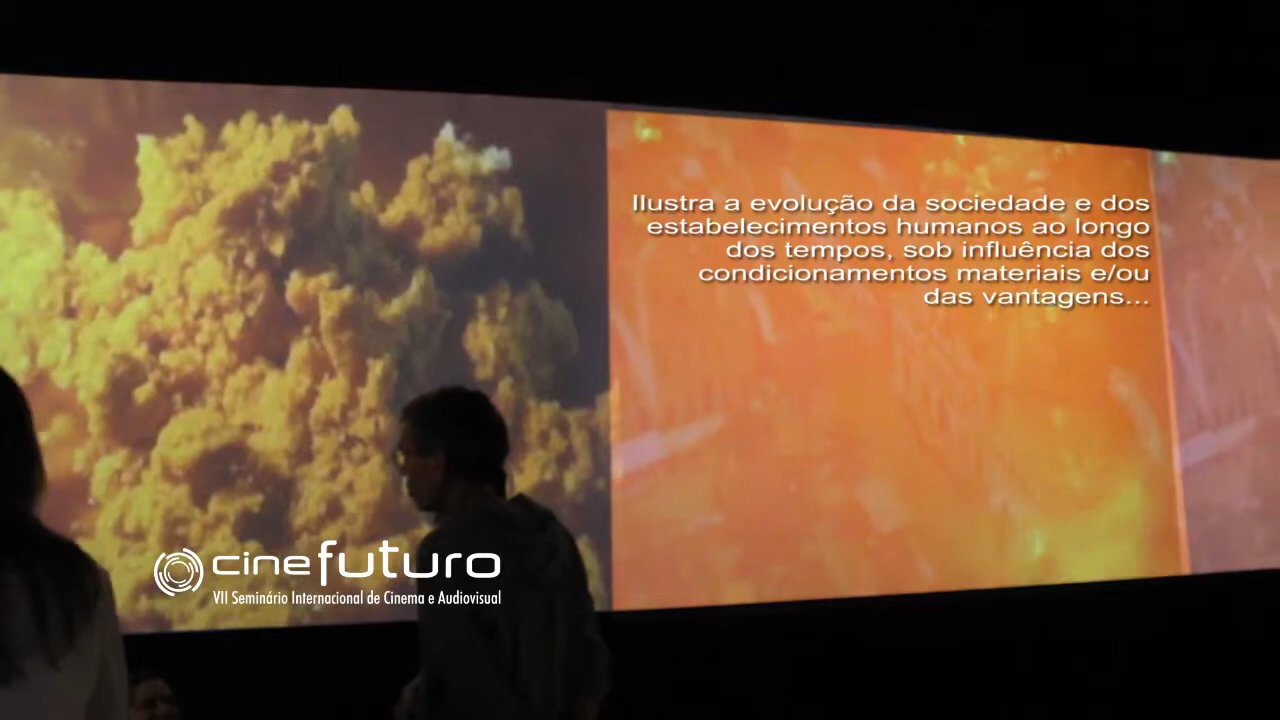 Ilustra a evolução da sociedade e dos
estabelecimentos humanos ao longo
dos tempos, sob influência dos
condicionamentos materiais e/ou
das vantagens...
cinefuturo
VII Seminário Internacional de Cinema e Audiovisual